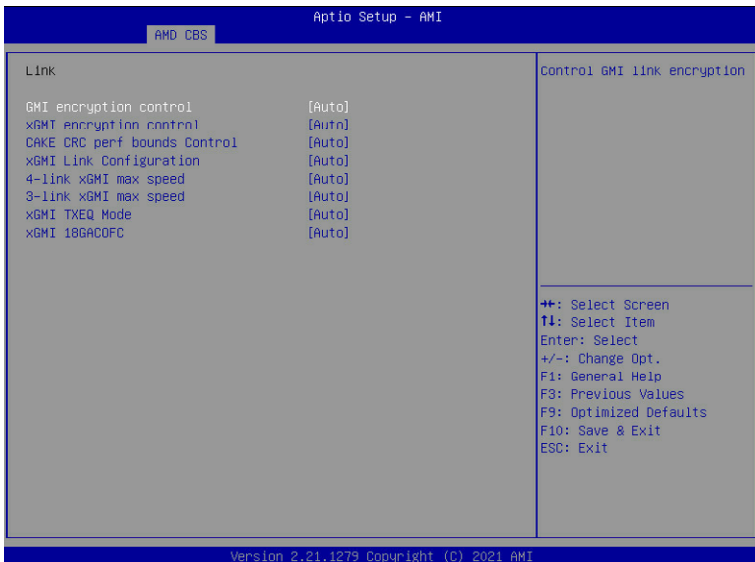 Aptio Setup – AMI
AMD CBS
Link
GMI encryption control [Auto]
xGMI encryption control [Auto]
CAKE CRC perf bounds Control [Auto]
xGMI Link Configuration [Auto]
4-link xGMI max speed [Auto]
3-link xGMI max speed [Auto]
xGMI TXEQ Mode [Auto]
xGMI 18GACOFC [Auto]
Control GMI link encryption
→←: Select Screen
↑↓: Select Item
Enter: Select
+/-: Change Opt.
F1: General Help
F3: Previous Values
F9: Optimized Defaults
F10: Save & Exit
ESC: Exit
Version 2.21.1279 Copyright (C) 2021 AMI